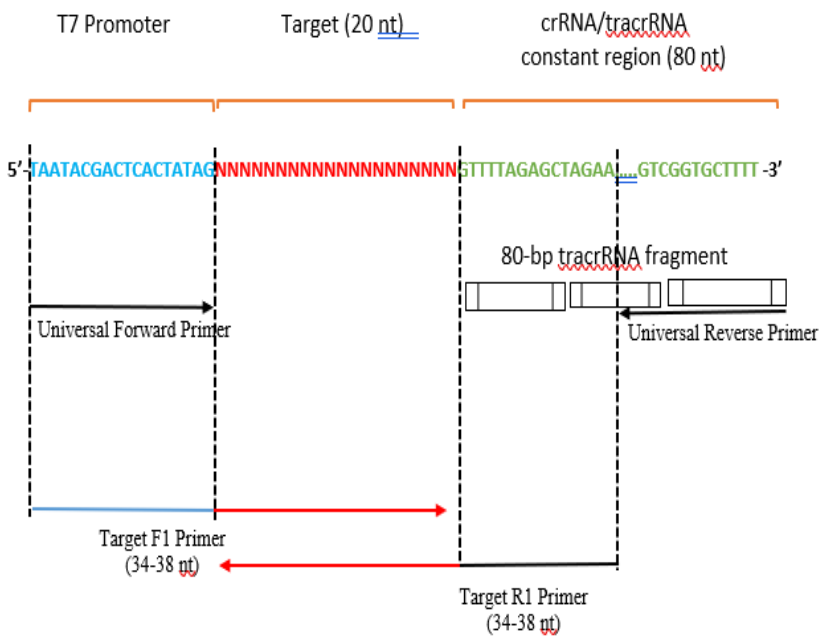 T7 Promoter
Target (20 nt)
crRNA/tracrRNA
constant region (80 nt)
5’-TAATACGACTCACTATAGNNNNNNNNNNNNNNNNNNNNGTTTTAGAGCTAGAA.....GTCGGTGCTTTT -3’
80-bp tracrRNA fragment
Universal Forward Primer
Universal Reverse Primer
Target F1 Primer
(34-38 nt)
Target R1 Primer
(34-38 nt)